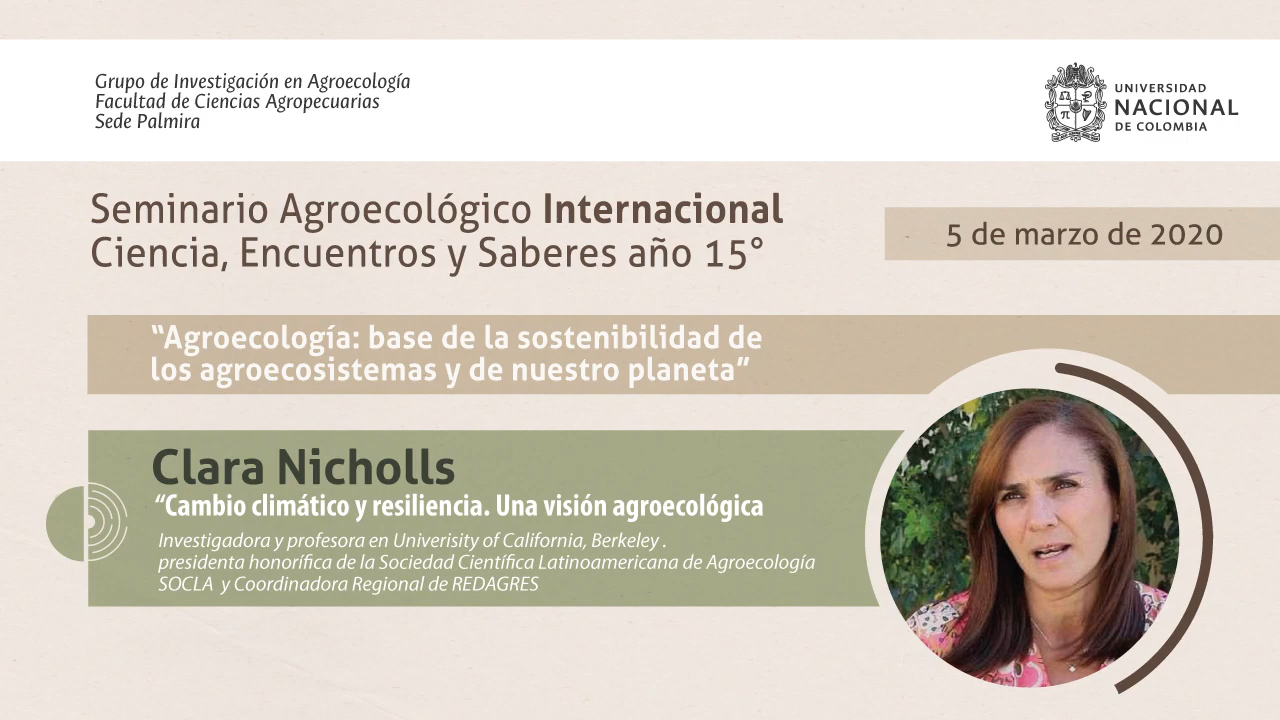 Grupo de Investigación en Agroecología
Facultad de Ciencias Agropecuarias
Sede Palmira
UNIVERSIDAD
NACIONAL
DE COLOMBIA
Seminario Agroecológico Internacional
Ciencia, Encuentros y Saberes año 15°
5 de marzo de 2020
“Agroecología: base de la sostenibilidad de
los agroecosistemas y de nuestro planeta”
Clara Nicholls
“Cambio climático y resiliencia. Una visión agroecológica
Investigadora y profesora en Univerisity of California, Berkeley .
presidenta honorífica de la Sociedad Científica Latinoamericana de Agroecología
SOCLA y Coordinadora Regional de REDAGRES